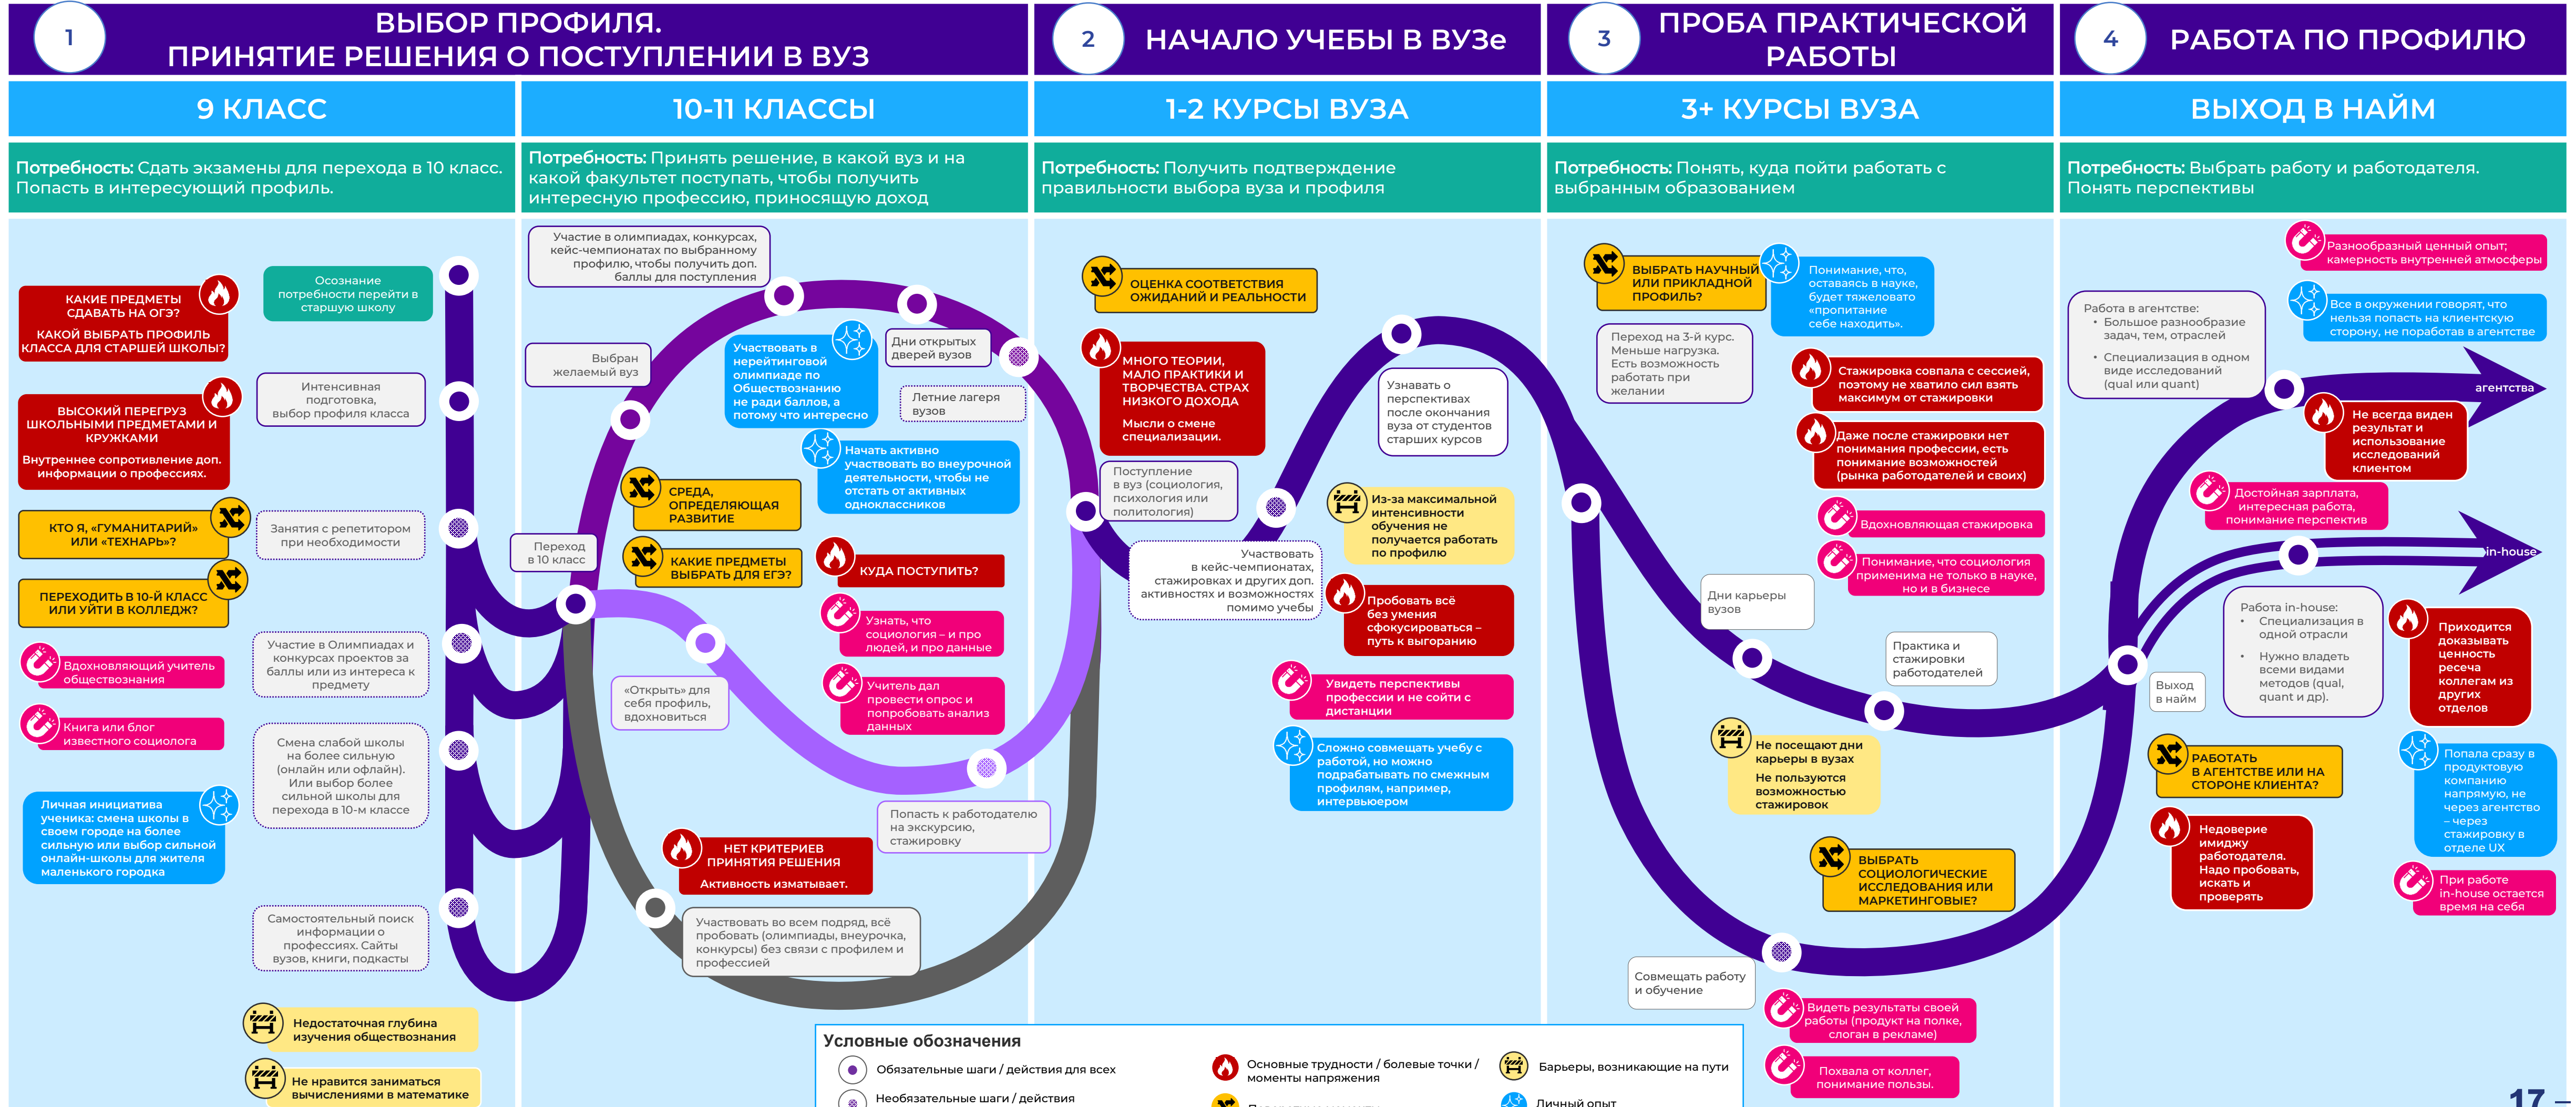 1
ВЫБОР ПРОФИЛЯ.
ПРИНЯТИЕ РЕШЕНИЯ О ПОСТУПЛЕНИИ В ВУЗ
2
НАЧАЛО УЧЕБЫ В ВУЗе
3
ПРОБА ПРАКТИЧЕСКОЙ
РАБОТЫ
4
РАБОТА ПО ПРОФИЛЮ
9 КЛАСС
10-11 КЛАССЫ
1-2 КУРСЫ ВУЗА
3+ КУРСЫ ВУЗА
ВЫХОД В НАЙМ
Потребность: Сдать экзамены для перехода в 10 класс.
Попасть в интересующий профиль.
Потребность: Принять решение, в какой вуз и на
какой факультет поступать, чтобы получить
интересную профессию, приносящую доход
Потребность: Получить подтверждение
правильности выбора вуза и профиля
Потребность: Понять, куда пойти работать с
выбранным образованием
Потребность: Выбрать работу и работодателя.
Понять перспективы
КАКИЕ ПРЕДМЕТЫ
СДАВАТЬ НА ОГЭ?
КАКОЙ ВЫБРАТЬ ПРОФИЛЬ
КЛАССА ДЛЯ СТАРШЕЙ ШКОЛЫ?
ВЫСОКИЙ ПЕРЕГРУЗ
ШКОЛЬНЫМИ ПРЕДМЕТАМИ И
КРУЖКАМИ
Внутреннее сопротивление доп.
информации о профессиях.
КТО Я, «ГУМАНИТАРИЙ»
ИЛИ «ТЕХНАРЬ»?
ПЕРЕХОДИТЬ В 10-Й КЛАСС
ИЛИ УЙТИ В КОЛЛЕДЖ?
Вдохновляющий учитель
обществознания
Книга или блог
известного социолога
Личная инициатива
ученика: смена школы в
своем городе на более
сильную или выбор сильной
онлайн-школы для жителя
маленького городка
Осознание
потребности перейти в
старшую школу
Интенсивная
подготовка,
выбор профиля класса
Занятия с репетитором
при необходимости
Участие в Олимпиадах и
конкурсах проектов за
баллы или из интереса к
предмету
Смена слабой школы
на более сильную
(онлайн или офлайн).
Или выбор более
сильной школы для
перехода в 10-м классе
Самостоятельный поиск
информации о
профессиях. Сайты
вузов, книги, подкасты
Недостаточная глубина
изучения обществознания
Не нравится заниматься
вычислениями в математике
Участие в олимпиадах, конкурсах,
кейс-чемпионатах по выбранному
профилю, чтобы получить доп.
баллы для поступления
Выбран
желаемый вуз
Участвовать в
нерейтинговой
олимпиаде по
Обществознанию
не ради баллов, а
потому что интересно
Дни открытых
дверей вузов
Летние лагеря
вузов
Начать активно
участвовать во внеурочной
деятельности, чтобы не
отстать от активных
одноклассников
СРЕДА,
ОПРЕДЕЛЯЮЩАЯ
РАЗВИТИЕ
Переход
в 10 класс
КАКИЕ ПРЕДМЕТЫ
ВЫБРАТЬ ДЛЯ ЕГЭ?
КУДА ПОСТУПИТЬ?
Узнать, что
социология – и про
людей, и про данные
Учитель дал
провести опрос и
попробовать анализ
данных
«Открыть» для
себя профиль,
вдохновиться
Попасть к работодателю
на экскурсию,
стажировку
НЕТ КРИТЕРИЕВ
ПРИНЯТИЯ РЕШЕНИЯ
Активность изматывает.
Участвовать во всем подряд, всё
пробовать (олимпиады, внеурочка,
конкурсы) без связи с профилем и
профессией
ОЦЕНКА СООТВЕТСТВИЯ
ОЖИДАНИЙ И РЕАЛЬНОСТИ
МНОГО ТЕОРИИ,
МАЛО ПРАКТИКИ И
ТВОРЧЕСТВА. СТРАХ
НИЗКОГО ДОХОДА
Мысли о смене
специализации.
Поступление
в вуз (социология,
психология или
политология)
Участвовать
в кейс-чемпионатах,
стажировках и других доп.
активностях и возможностях
помимо учебы
Узнавать о
перспективах
после окончания
вуза от студентов
старших курсов
Из-за максимальной
интенсивности
обучения не
получается работать
по профилю
Пробовать всё
без умения
сфокусироваться –
путь к выгоранию
Увидеть перспективы
профессии и не сойти с
дистанции
Сложно совмещать учебу с
работой, но можно
подрабатывать по смежным
профилям, например,
интервьюером
ВЫБРАТЬ НАУЧНЫЙ
ИЛИ ПРИКЛАДНОЙ
ПРОФИЛЬ?
Понимание, что,
оставаясь в науке,
будет тяжеловато
«пропитание
себе находить».
Переход на 3-й курс.
Меньше нагрузка.
Есть возможность
работать при
желании
Стажировка совпала с сессией,
поэтому не хватило сил взять
максимум от стажировки
Даже после стажировки нет
понимания профессии, есть
понимание возможностей
(рынка работодателей и своих)
Вдохновляющая стажировка
Понимание, что социология
применима не только в науке,
но и в бизнесе
Дни карьеры
вузов
Практика и
стажировки
работодателей
Не посещают дни
карьеры в вузах
Не пользуются
возможностью
стажировок
ВЫБРАТЬ
СОЦИОЛОГИЧЕСКИЕ
ИССЛЕДОВАНИЯ ИЛИ
МАРКЕТИНГОВЫЕ?
Совмещать работу
и обучение
Видеть результаты своей
работы (продукт на полке,
слоган в рекламе)
Похвала от коллег,
понимание пользы.
Разнообразный ценный опыт;
камерность внутренней атмосферы
Все в окружении говорят, что
нельзя попасть на клиентскую
сторону, не поработав в агентстве
Работа в агентстве:
• Большое разнообразие
задач, тем, отраслей
• Специализация в одном
виде исследований
(qual или quant)
агентства
Не всегда виден
результат и
использование
исследований
клиентом
Достойная зарплата,
интересная работа,
понимание перспектив
in-house
Работа in-house:
• Специализация в
одной отрасли
• Нужно владеть
всеми видами
методов (qual,
quant и др).
Выход
в найм
Приходится
доказывать
ценность
ресеча
коллегам из
других
отделов
РАБОТАТЬ
В АГЕНТСТВЕ ИЛИ НА
СТОРОНЕ КЛИЕНТА?
Попала сразу в
продуктовую
компанию
напрямую, не
через агентство
– через
стажировку в
отделе UX
Недоверие
имиджу
работодателя.
Надо пробовать,
искать и
проверять
При работе
in-house остается
время на себя
Условные обозначения
Обязательные шаги / действия для всех
Необязательные шаги / действия
Основные трудности / болевые точки /
моменты напряжения
Барьеры, возникающие на пути
Личный опыт
17